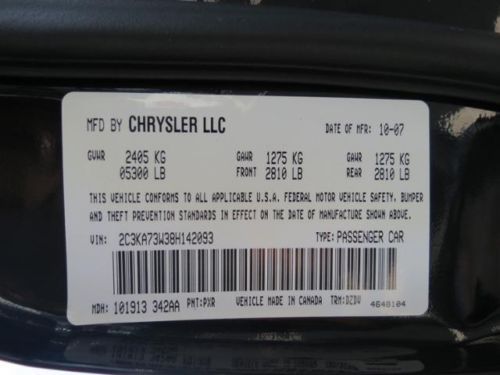 MFD BY CHRYSLER LLC DATE OF MFR: 10-07
GVWR 2405 KG GAWR 1275 KG GAWR 1275 KG
05300 LB FRONT 2810 LB REAR 2810 LB
THIS VEHICLE CONFORMS TO ALL APPLICABLE U.S.A. FEDERAL MOTOR VEHICLE SAFETY, BUMPER
AND THEFT PREVENTION STANDARDS IN EFFECT ON THE DATE OF MANUFACTURE SHOWN ABOVE.
VIN: 2C3KA73W38H142093 TYPE: PASSENGER CAR
MDH: 101913 342AA PNT: PXR VEHICLE MADE IN CANADA TRM: DZDV
4648104